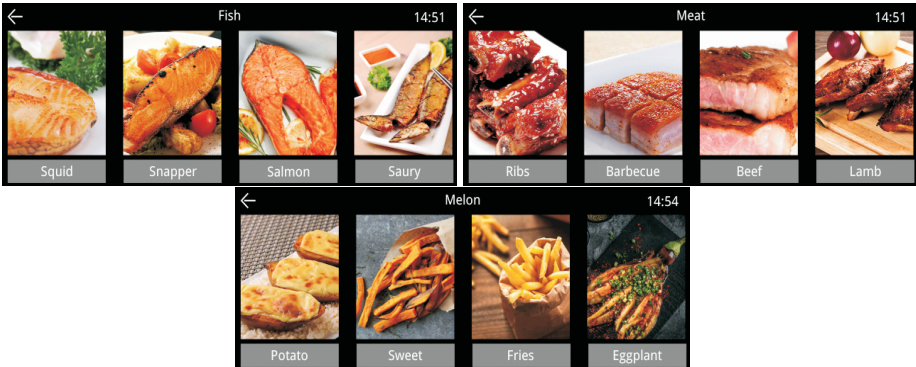 Fish 14:51
Squid Snapper Salmon Saury
Meat 14:51
Ribs Barbecue Beef Lamb
Melon 14:54
Potato Sweet Fries Eggplant